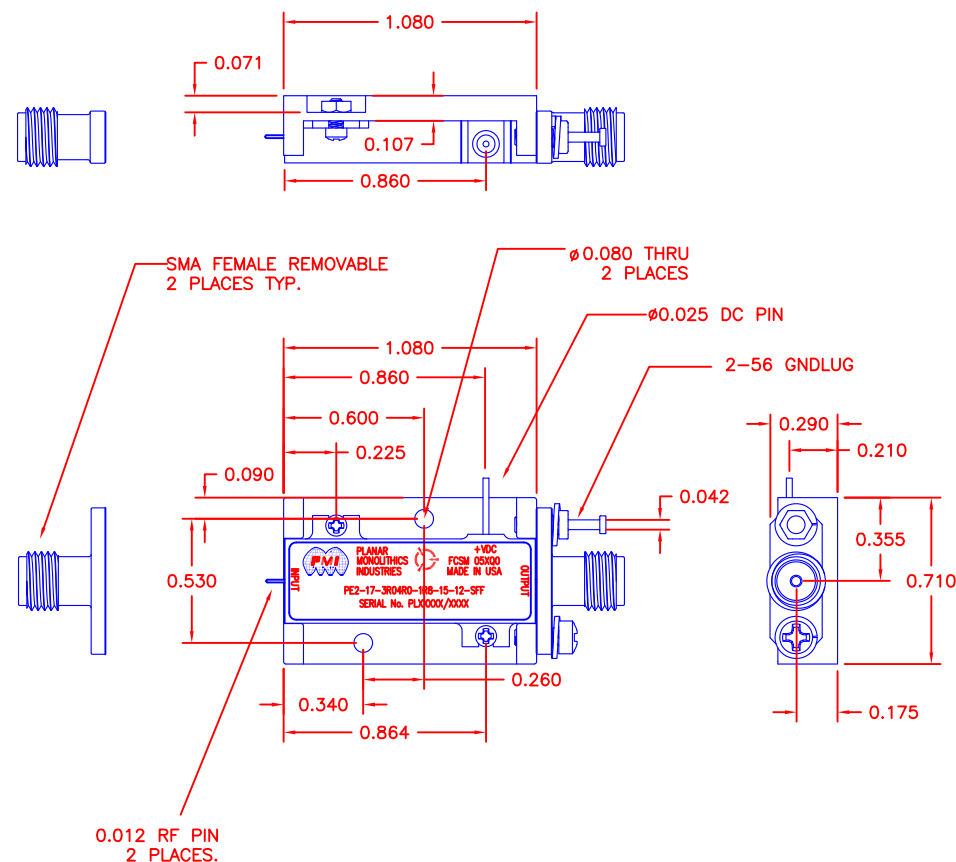 1.080
0.071
0.107
0.860
SMA FEMALE REMOVABLE
2 PLACES TYP.
ø0.080 THRU
2 PLACES
ø0.025 DC PIN
2-56 GNDLUG
1.080
0.860
0.600
0.225
0.090
0.530
0.042
0.290
0.210
0.355
0.710
0.175
PMI
PLANAR
MONOLITHICS
INDUSTRIES
+VDC
FCSM 05XQ0
MADE IN USA
INPUT
OUTPUT
PE2-17-3R04R0-1R8-15-12-SFF
SERIAL No. PLXXXXX/XXXX
0.260
0.340
0.864
0.012 RF PIN
2 PLACES.